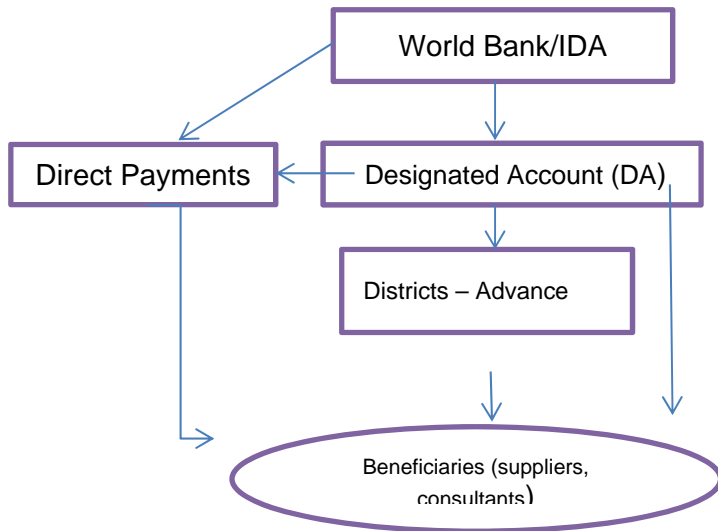 World Bank/IDA
Direct Payments
Designated Account (DA)
Districts – Advance
Beneficiaries (suppliers,
consultants)